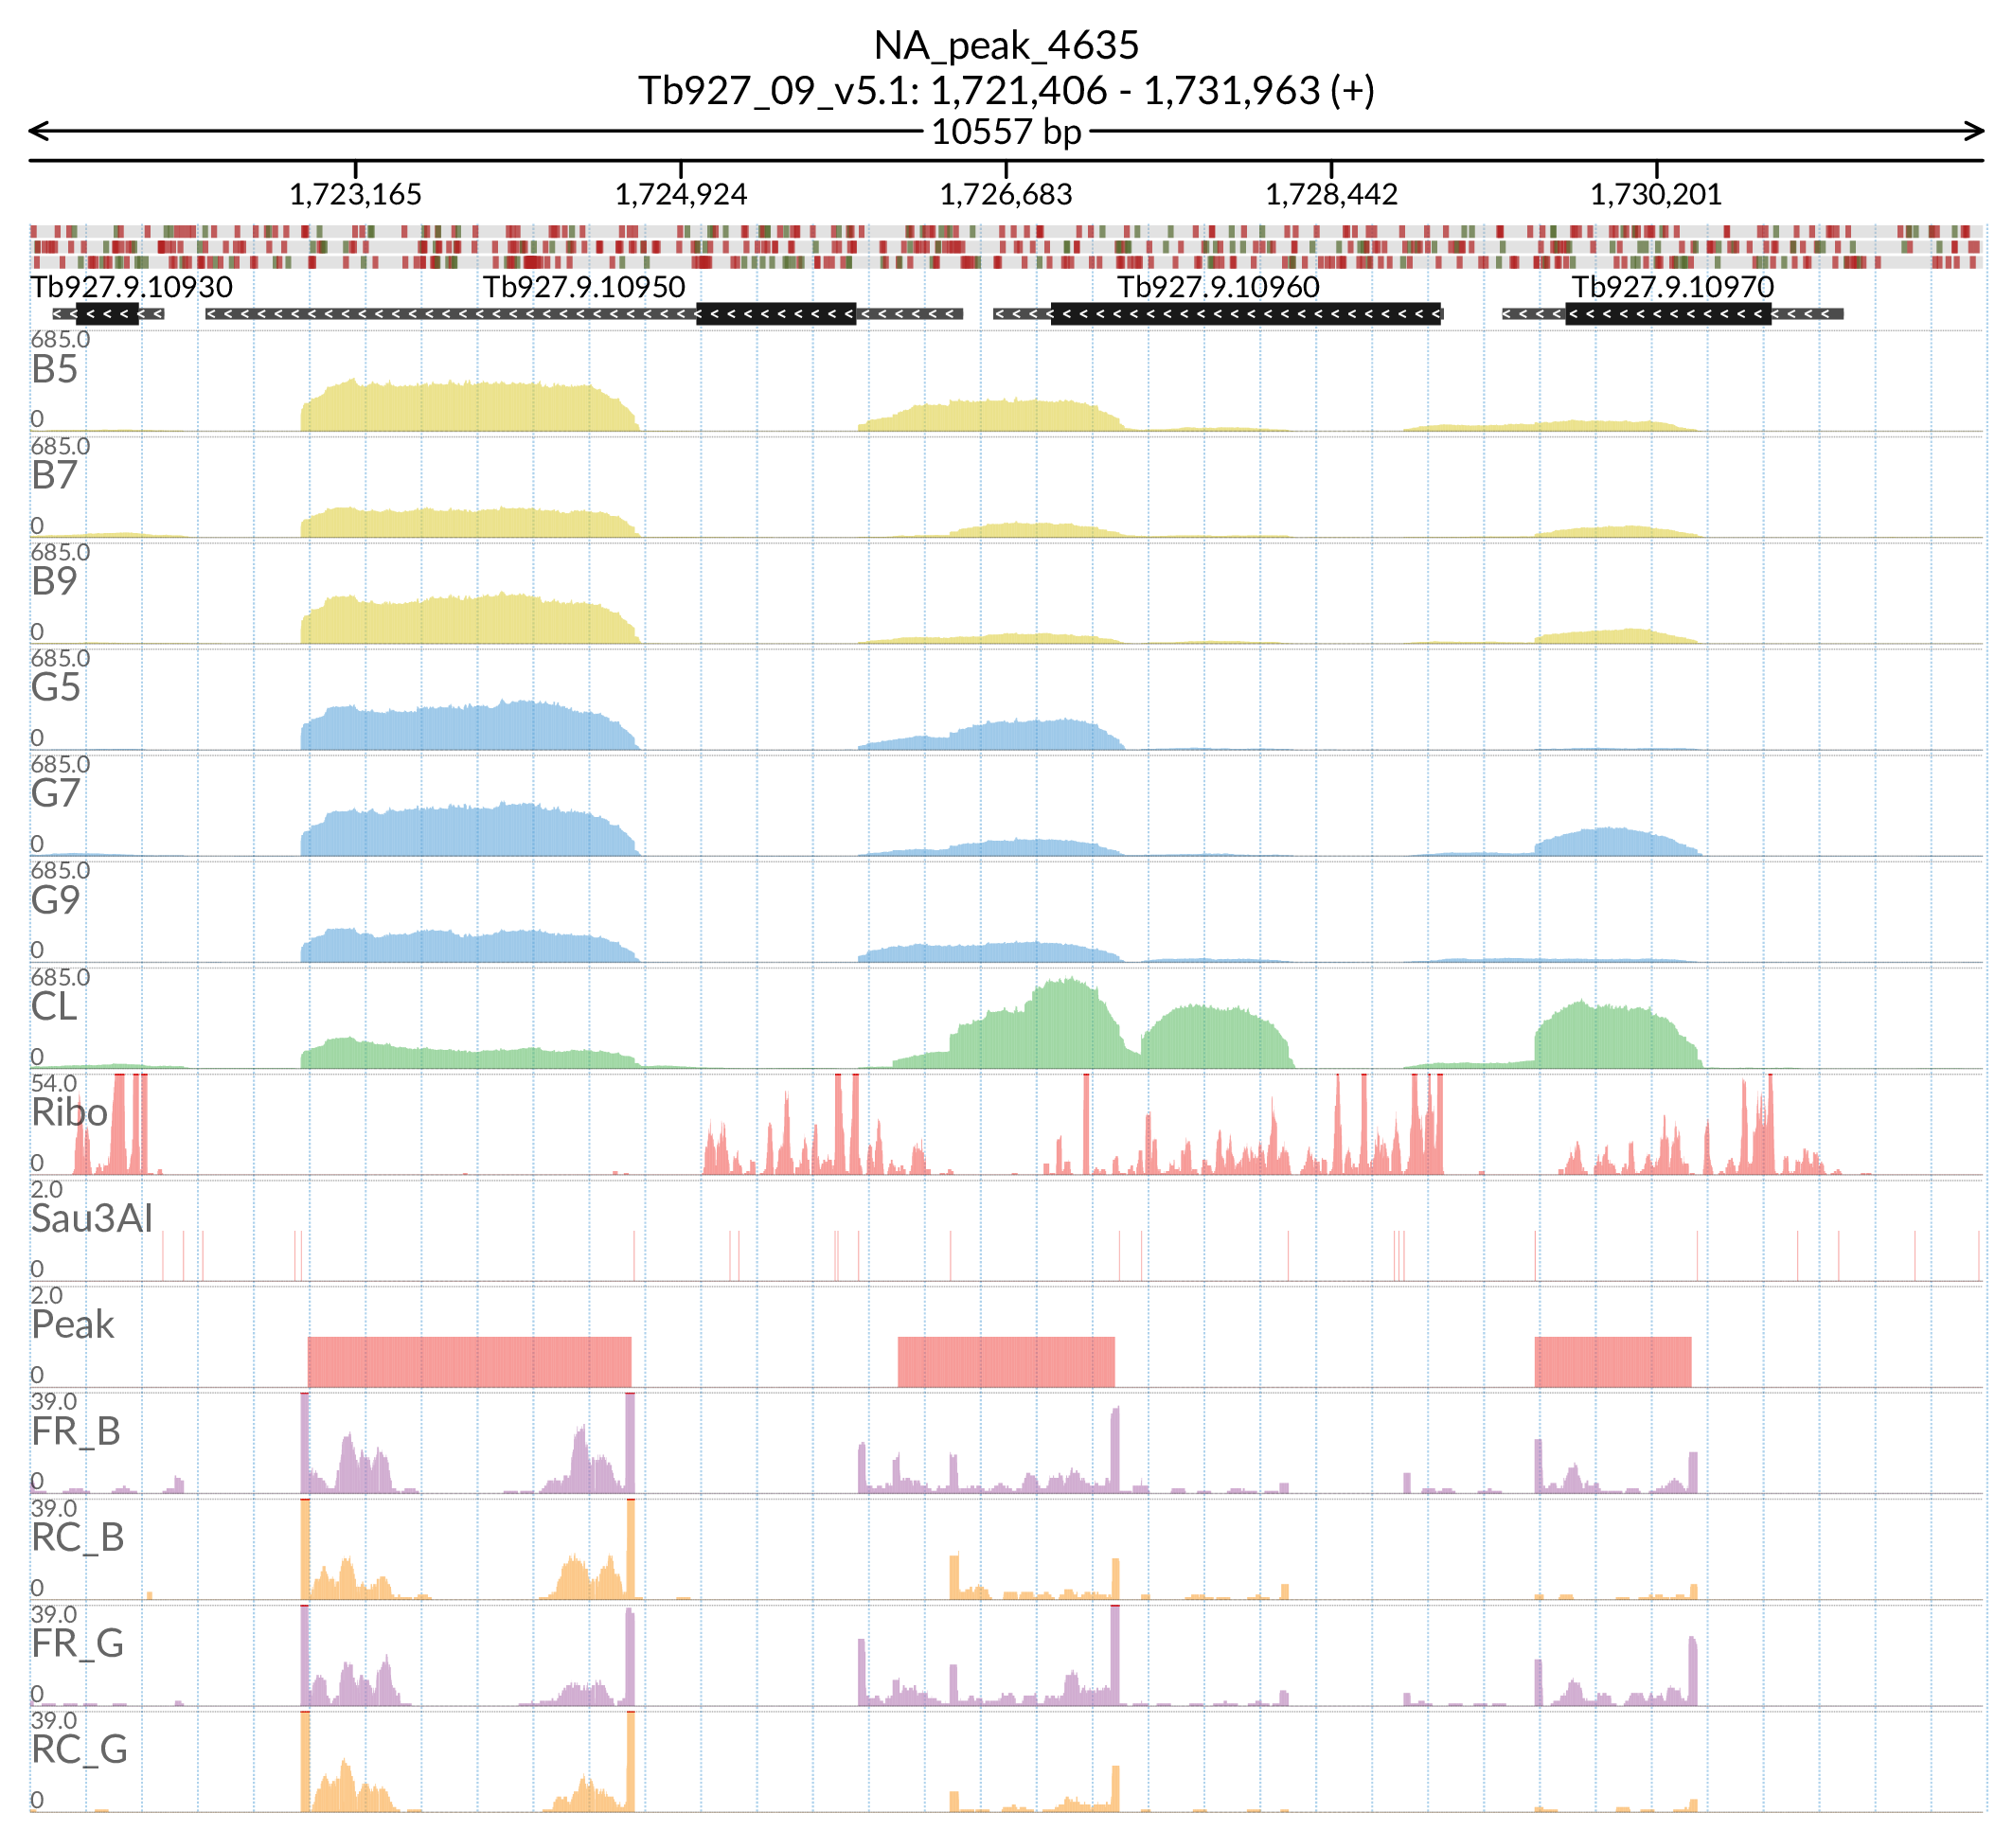 NA_peak_4635
Tb927_09_v5.1: 1,721,406 - 1,731,963 (+)
10557 bp
1,723,165 1,724,924 1,726,683 1,728,442 1,730,201
Tb927.9.10930 Tb927.9.10950 Tb927.9.10960 Tb927.9.10970
685.0
B5
0
685.0
B7
0
685.0
B9
0
685.0
G5
0
685.0
G7
0
685.0
G9
0
685.0
CL
0
54.0
Ribo
0
2.0
Sau3AI
0
2.0
Peak
0
39.0
FR_B
0
39.0
RC_B
0
39.0
FR_G
0
39.0
RC_G
0